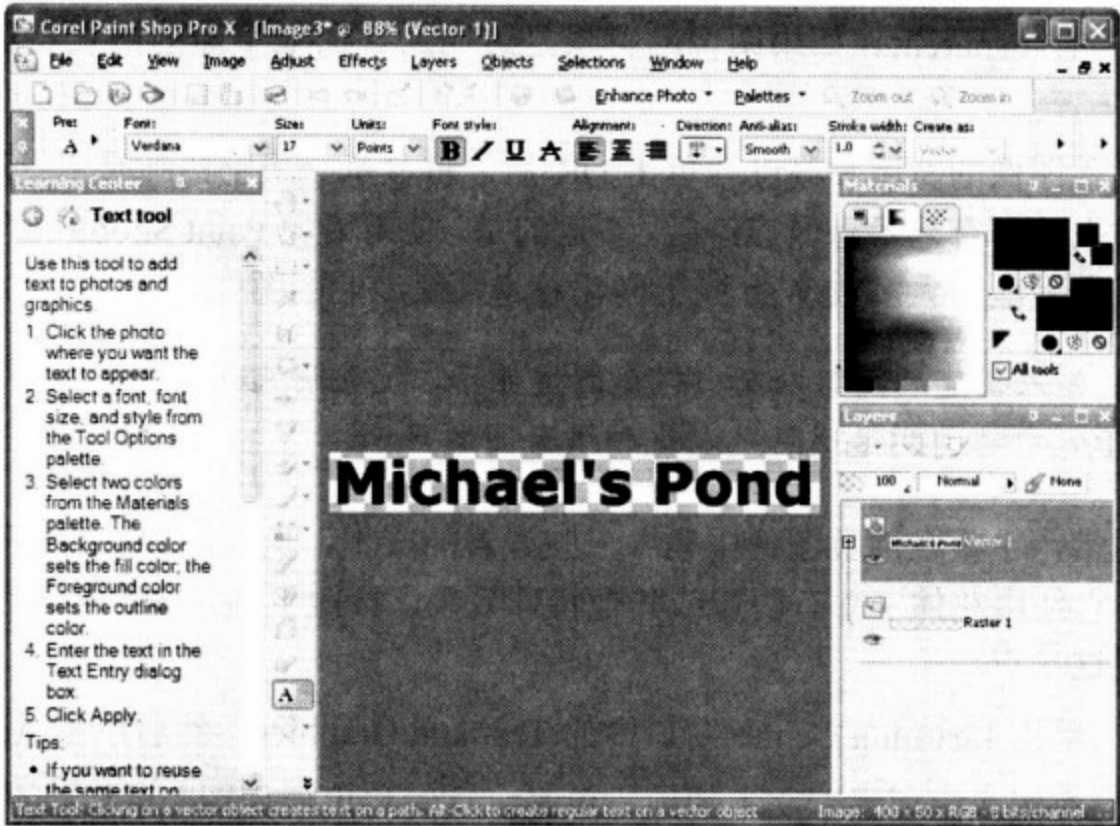 Corel Paint Shop Pro X - [Image3* @ 88% (Vector 1)]
File Edit View Image Adjust Effects Layers Objects Selections Window Help
Enhance Photo Palettes Zoom out Zoom in
Pre: Font: Size: Units: Font style: Alignment: Direction: Anti-alias: Stroke width: Create as:
A Verdana 17 Points B U A Smooth 1.0 Vector
Learning Center
Text tool
Use this tool to add
text to photos and
graphics.
1 Click the photo
where you want the
text to appear.
2. Select a font, font
size, and style from
the Tool Options
palette.
3. Select two colors
from the Materials
palette. The
Background color
sets the fill color; the
Foreground color
sets the outline
color.
4. Enter the text in the
Text Entry dialog
box.
5. Click Apply.
Tips:
• If you want to reuse
the same text on
A
Michael's Pond
Materials
All tools
Layers
100 Normal None
Michael's Pond Vector 1
Raster 1
Text Tool: Clicking on a vector object creates text on a path. Alt-Click to create regular text on a vector object
Image: 400 x 50 x RGB - 8 bits/channel